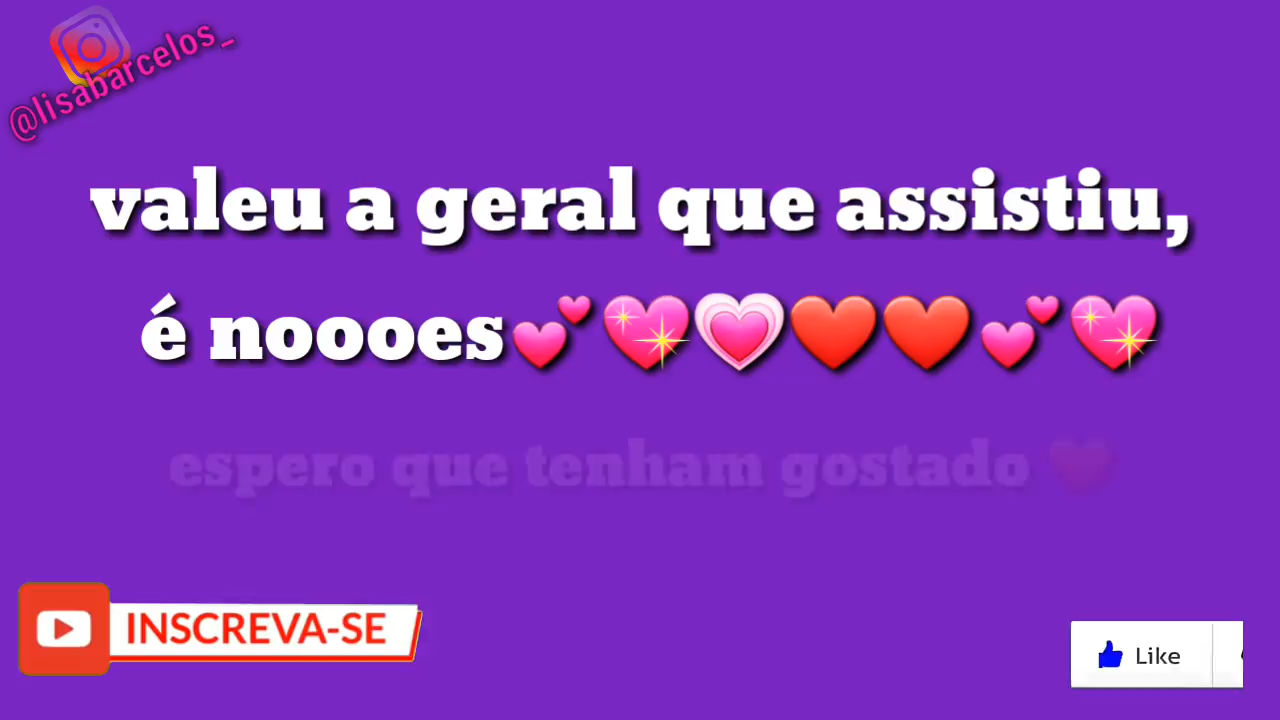 @lisabarcelos_
valeu a geral que assistiu,
é noooes💕💖💗❤️❤️💕💖
espero que tenham gostado ❤️
INSCREVA-SE
Like